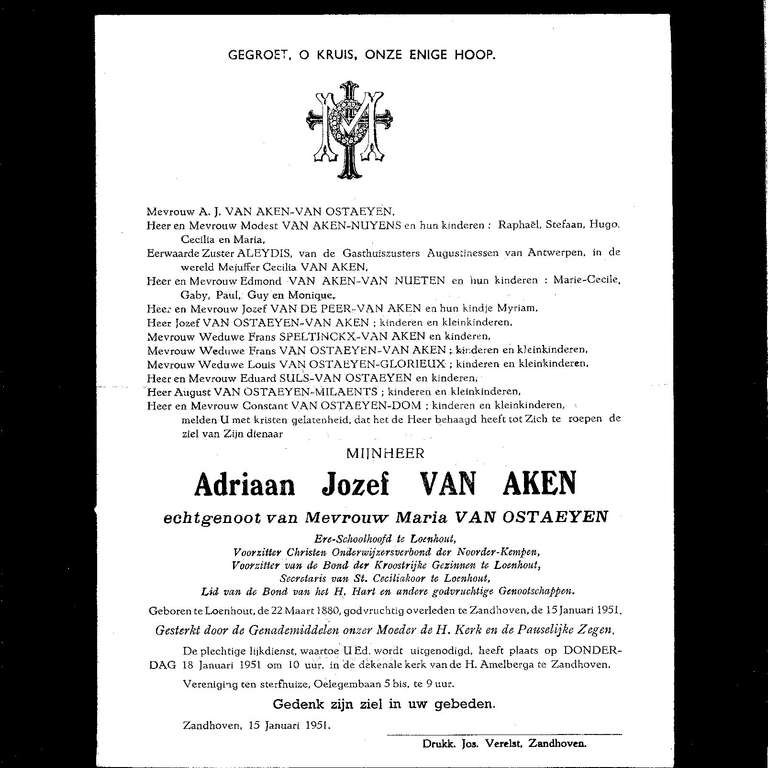 GEGROET, O KRUIS, ONZE ENIGE HOOP.
Mevrouw A. J. VAN AKEN-VAN OSTAEYEN,
Heer en Mevrouw Modest VAN AKEN-NUYENS en hun kinderen : Raphaël, Stefaan, Hugo,
Cecilia en Maria,
Eerwaarde Zuster ALEYDIS, van de Gasthuiszusters Augustinessen van Antwerpen, in de
wereld Mejuffer Cecilia VAN AKEN,
Heer en Mevrouw Edmond VAN AKEN-VAN NUETEN en hun kinderen : Marie-Cecile,
Gaby, Paul, Guy en Monique,
Heer en Mevrouw Jozef VAN DE PEER-VAN AKEN en hun kindje Myriam,
Heer Jozef VAN OSTAEYEN-VAN AKEN ; kinderen en kleinkinderen,
Mevrouw Weduwe Frans SPELTINCKX-VAN AKEN en kinderen,
Mevrouw Weduwe Frans VAN OSTAEYEN-VAN AKEN ; kinderen en kleinkinderen,
Mevrouw Weduwe Louis VAN OSTAEYEN-GLORIEUX ; kinderen en kleinkinderen,
Heer en Mevrouw Eduard SULS-VAN OSTAEYEN en kinderen,
Heer August VAN OSTAEYEN-MILAENTS ; kinderen en kleinkinderen,
Heer en Mevrouw Constant VAN OSTAEYEN-DOM ; kinderen en kleinkinderen,
melden U met kristen gelatenheid, dat het de Heer behaagd heeft tot Zich te roepen de
ziel van Zijn dienaar
MIJNHEER
Adriaan Jozef VAN AKEN
echtgenoot van Mevrouw Maria VAN OSTAEYEN
Ere-Schoolhoofd te Loenhout,
Voorzitter Christen Onderwijzersverbond der Noorder-Kempen,
Voorzitter van de Bond der Kroostrijke Gezinnen te Loenhout,
Secretaris van St. Ceciliakoor te Loenhout,
Lid van de Bond van het H. Hart en andere godvruchtige Genootschappen.
Geboren te Loenhout, de 22 Maart 1880, godvruchtig overleden te Zandhoven, de 15 Januari 1951,
Gesterkt door de Genademiddelen onzer Moeder de H. Kerk en de Pauselijke Zegen.
De plechtige lijkdienst, waartoe U Ed. wordt uitgenodigd, heeft plaats op DONDER-
DAG 18 Januari 1951 om 10 uur, in de dekenale kerk van de H. Amelberga te Zandhoven.
Vereniging ten sterfhuize, Oelegembaan 5 bis, te 9 uur.
Gedenk zijn ziel in uw gebeden.
Zandhoven, 15 Januari 1951.
Drukk. Jos. Verelst, Zandhoven.